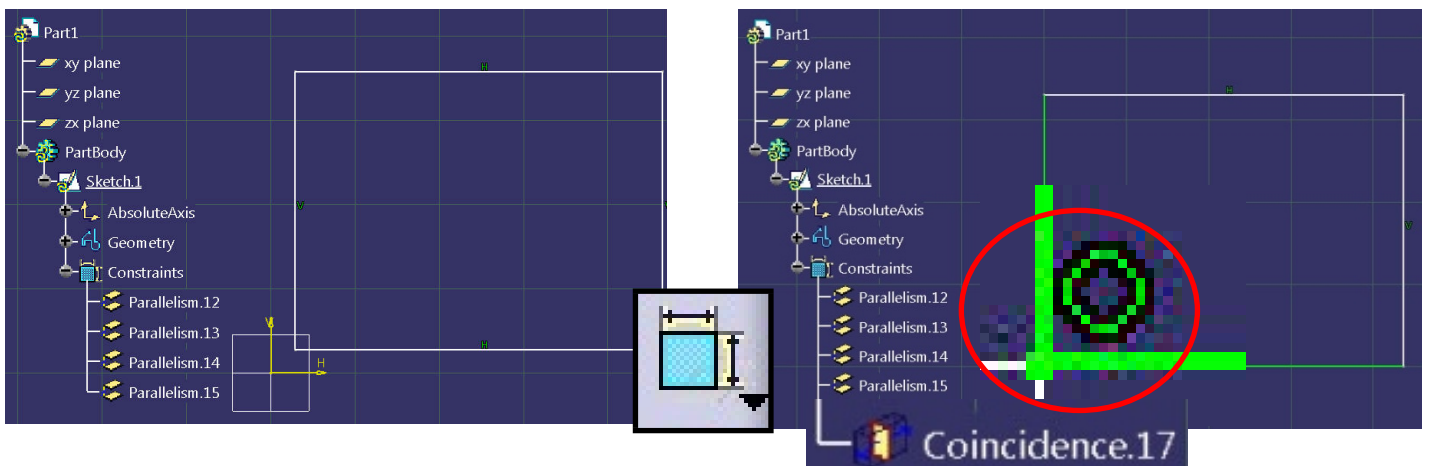 Part1
xy plane
yz plane
zx plane
PartBody
Sketch.1
AbsoluteAxis
Geometry
Constraints
Parallelism.12
Parallelism.13
Parallelism.14
Parallelism.15
H
V
H
V
H
Part1
xy plane
yz plane
zx plane
PartBody
Sketch.1
AbsoluteAxis
Geometry
Constraints
Parallelism.12
Parallelism.13
Parallelism.14
Parallelism.15
Coincidence.17
H
V